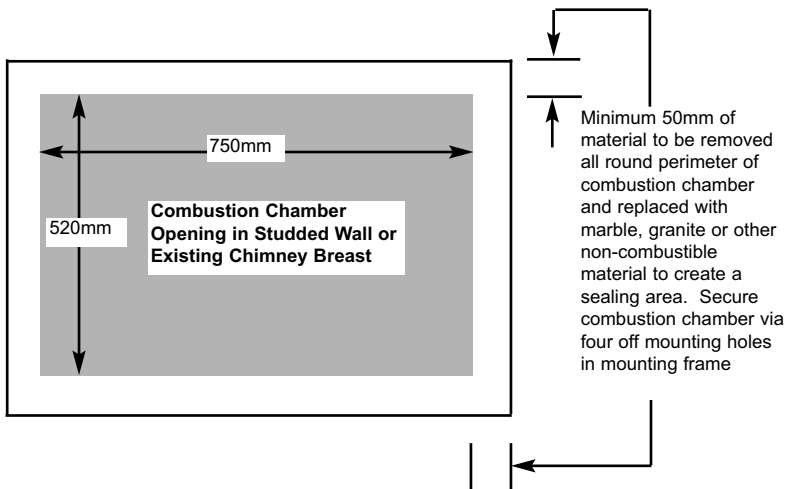 750mm
520mm
Combustion Chamber
Opening in Studded Wall or
Existing Chimney Breast
Minimum 50mm of
material to be removed
all round perimeter of
combustion chamber
and replaced with
marble, granite or other
non-combustible
material to create a
sealing area.  Secure
combustion chamber via
four off mounting holes
in mounting frame